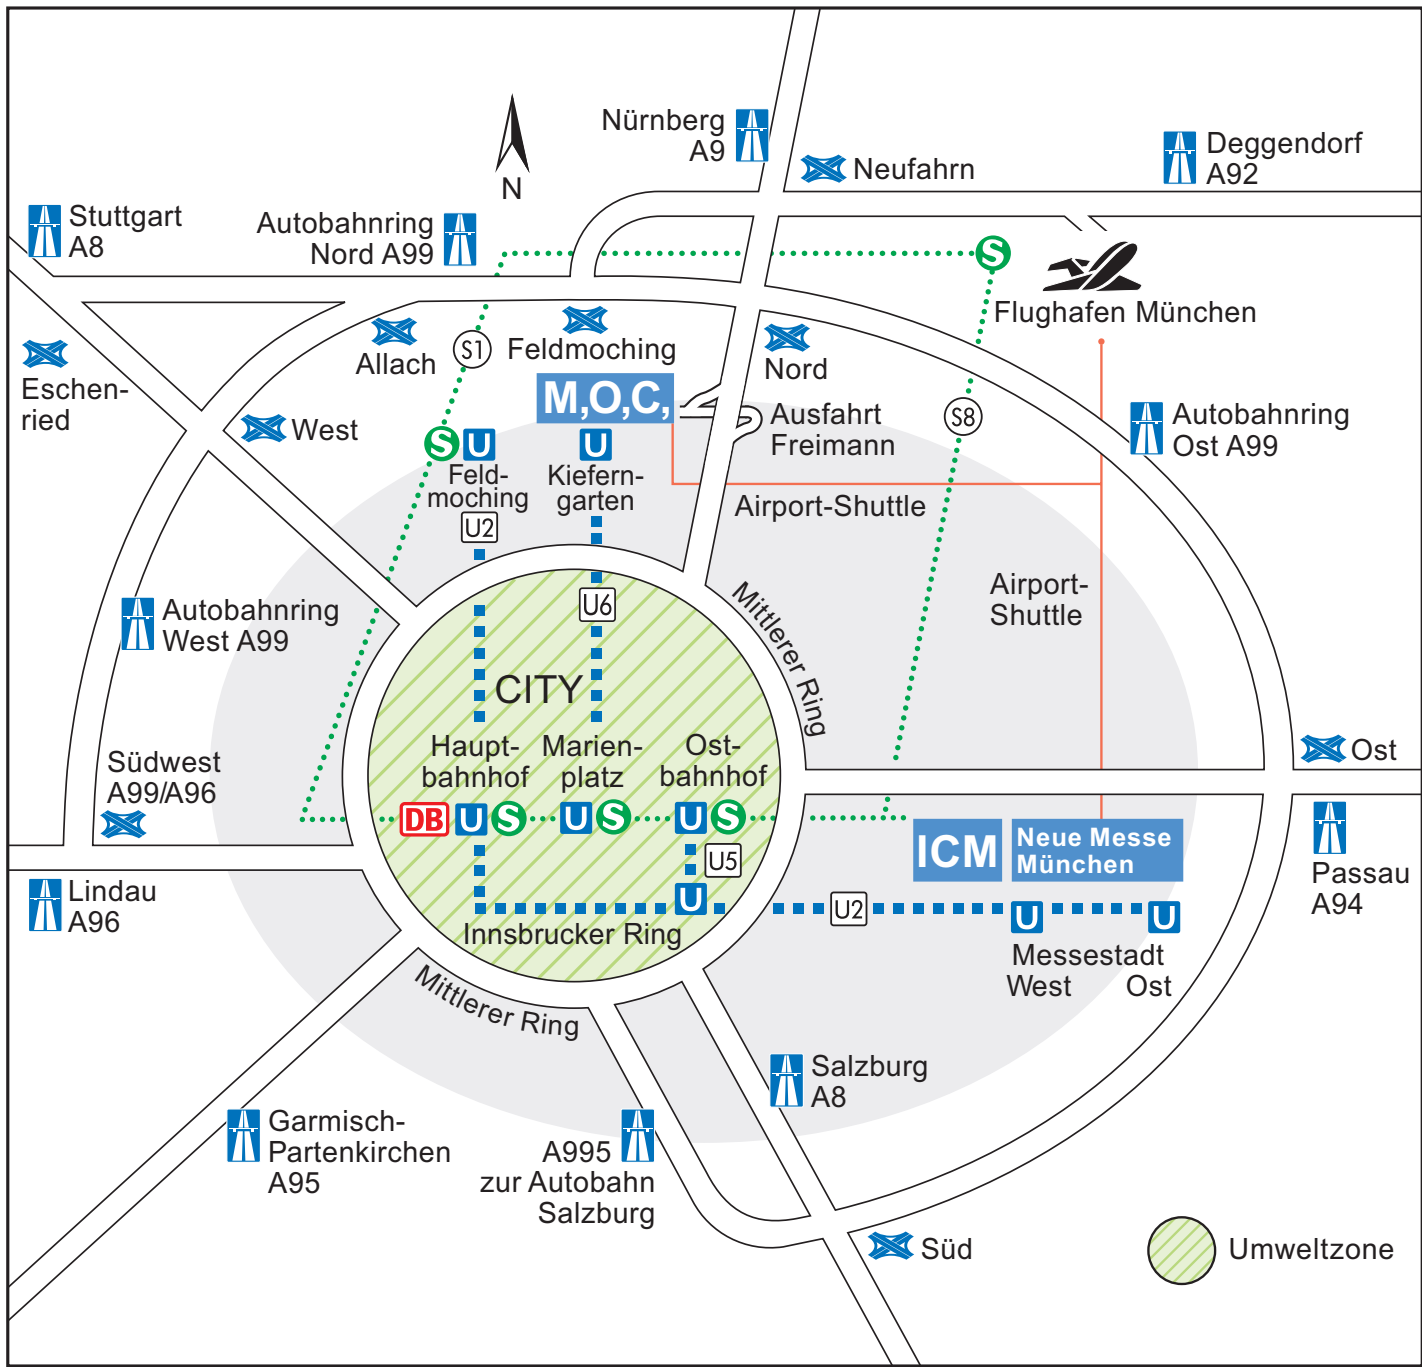 Nürnberg
A9
Neufahrn
Deggendorf
A92
N
Stuttgart
A8
Autobahnring
Nord A99
S
Flughafen München
Allach
S1
Feldmoching
Nord
Eschen-
ried
West
M,O,C,
Ausfahrt
Freimann
S8
Autobahnring
Ost A99
S U
Feld-
moching
U2
U
Kiefern-
garten
Airport-Shuttle
Airport-
Shuttle
Autobahnring
West A99
U6
Mittlerer Ring
CITY
Südwest
A99/A96
Haupt-
bahnhof
Marien-
platz
Ost-
bahnhof
Ost
DB U S
U S
U S
U5
ICM
Neue Messe
München
Passau
A94
Lindau
A96
U
Innsbrucker Ring
U2
U
U
Messestadt
West Ost
Mittlerer Ring
Salzburg
A8
Garmisch-
Partenkirchen
A95
A995
zur Autobahn
Salzburg
Süd
Umweltzone